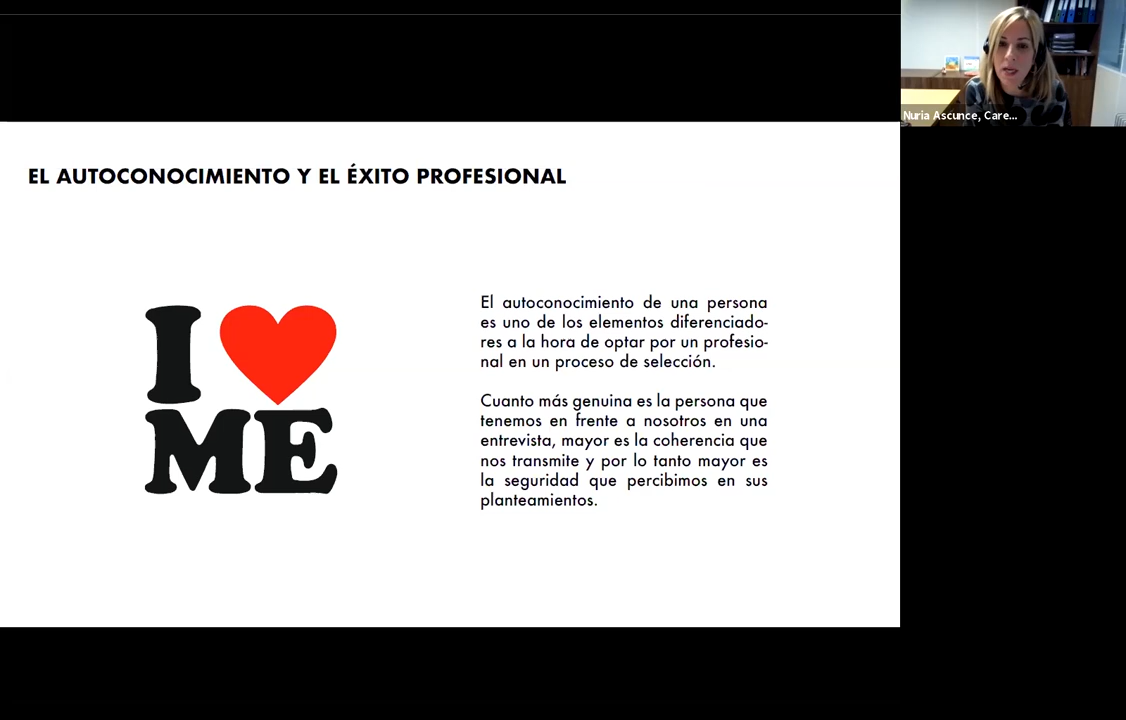 Nuria Ascunce, Care...
EL AUTOCONOCIMIENTO Y EL ÉXITO PROFESIONAL
I
ME
El autoconocimiento de una persona
es uno de los elementos diferenciado-
res a la hora de optar por un profesio-
nal en un proceso de selección.
Cuanto más genuina es la persona que
tenemos en frente a nosotros en una
entrevista, mayor es la coherencia que
nos transmite y por lo tanto mayor es
la seguridad que percibimos en sus
planteamientos.